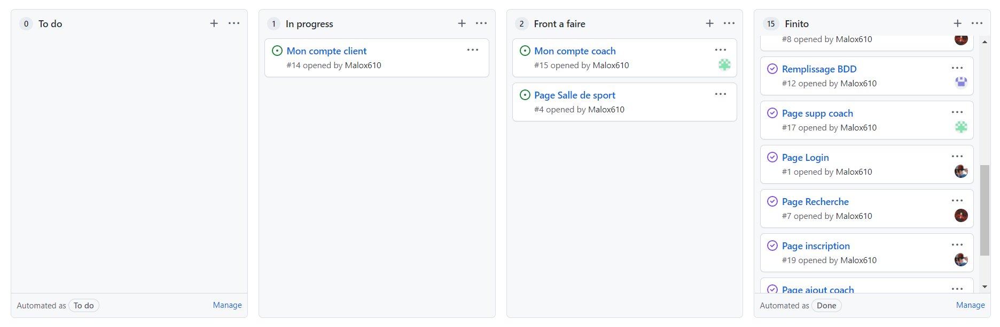 0 To do
1 In progress
Mon compte client
#14 opened by Malox610
2 Front a faire
Mon compte coach
#15 opened by Malox610
Page Salle de sport
#4 opened by Malox610
15 Finito
#8 opened by Malox610
Remplissage BDD
#12 opened by Malox610
Page supp coach
#17 opened by Malox610
Page Login
#1 opened by Malox610
Page Recherche
#7 opened by Malox610
Page inscription
#19 opened by Malox610
Page ajout coach
Automated as To do Manage
Automated as Done Manage